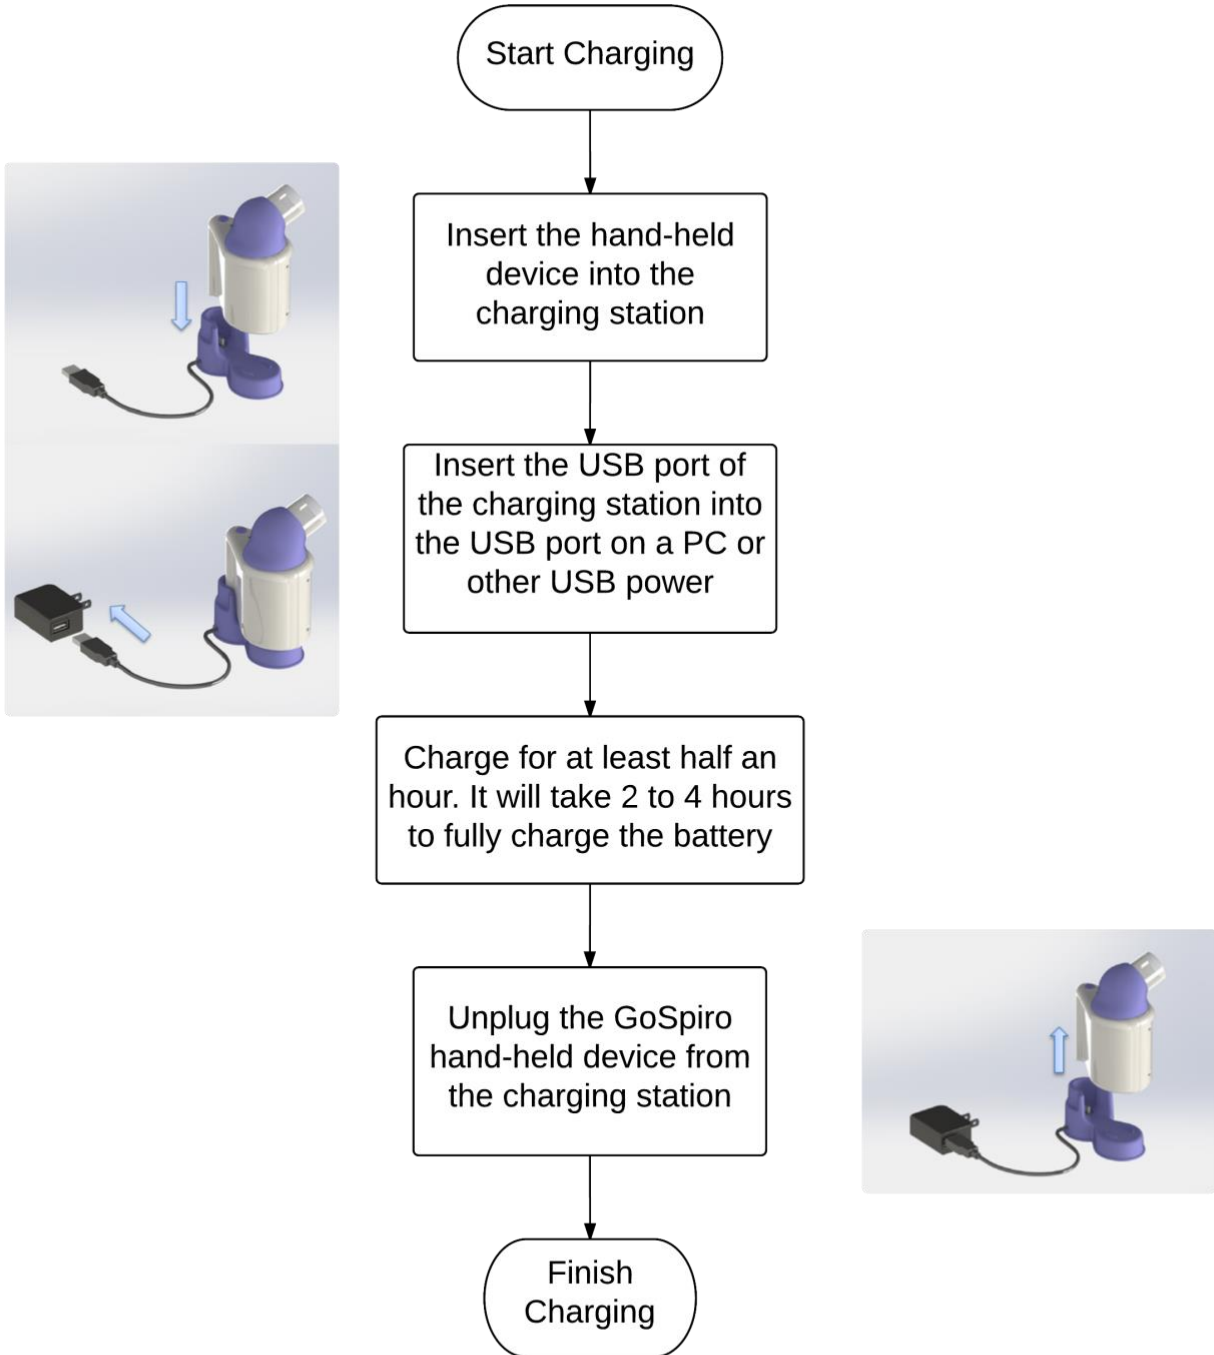 Start Charging
Insert the hand-held
device into the
charging station
Insert the USB port of
the charging station into
the USB port on a PC or
other USB power
Charge for at least half an
hour. It will take 2 to 4 hours
to fully charge the battery
Unplug the GoSpiro
hand-held device from
the charging station
Finish
Charging